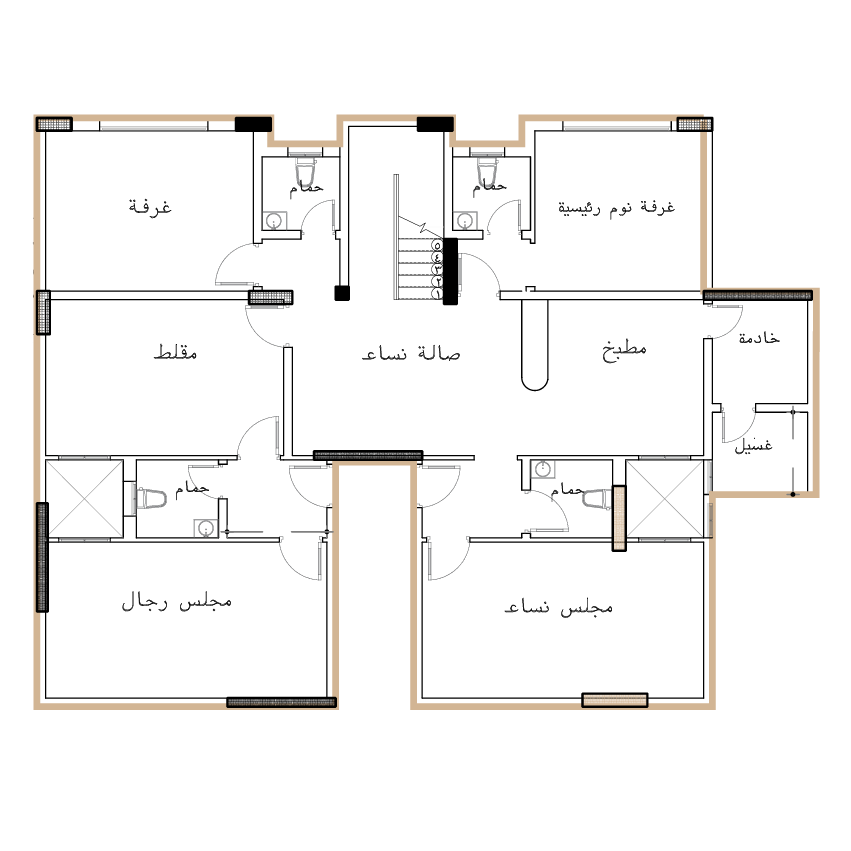 حمام
حمام
غرفة
غرفة نوم رئيسية
٥
٤
٣
٢
١
خادمة
مقلط
صالة نساء
مطبخ
غسيل
حمام
حمام
مجلس رجال
مجلس نساء